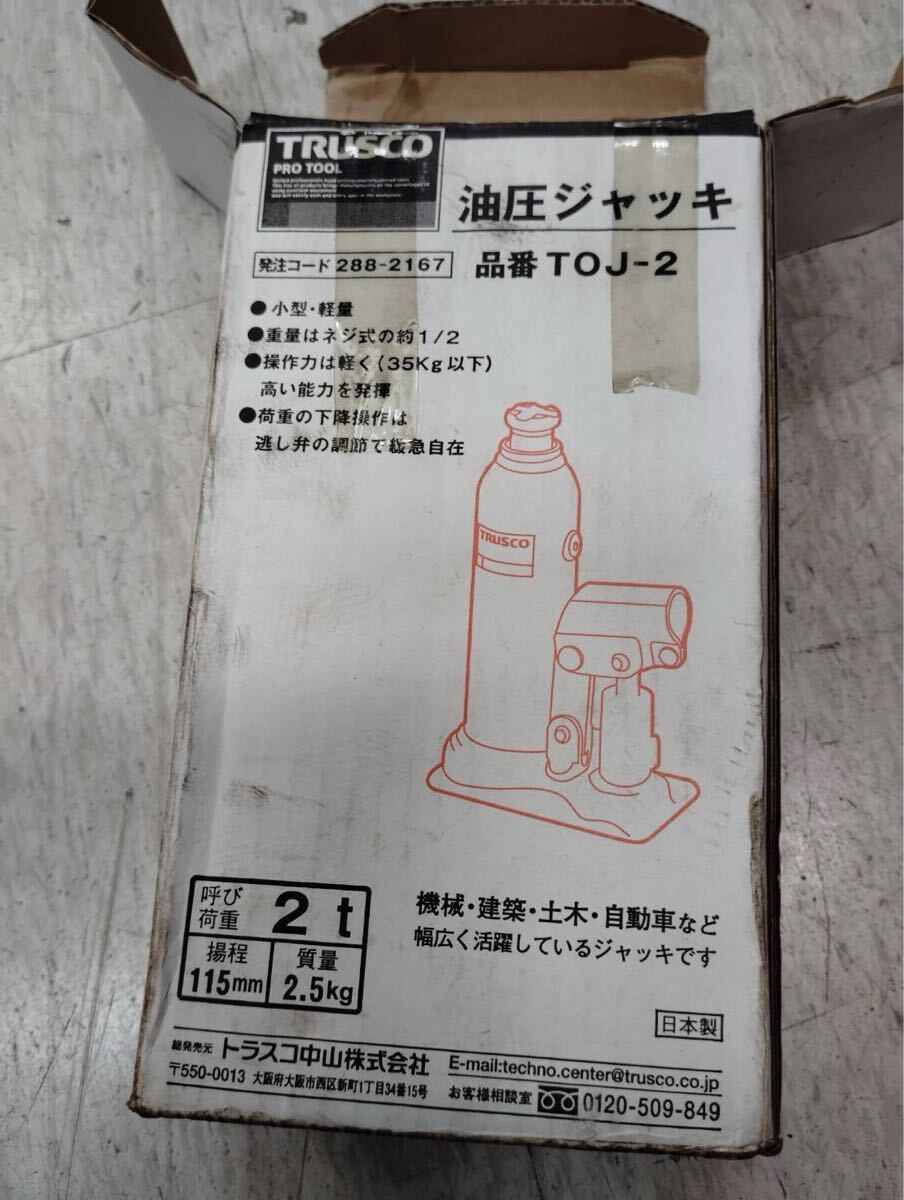 TRUSCO
PRO TOOL
油圧ジャッキ
発注コード 288-2167
品番 TOJ-2
● 小型・軽量
●重量はネジ式の約1/2
●操作力は軽く(35Kg以下)
高い能力を発揮
●荷重の下降操作は
逃し弁の調節で緩急自在
TRUSCO
呼び
荷重
2 t
揚程
115mm
質量
2.5kg
機械・建築・土木・自動車など
幅広く活躍しているジャッキです
日本製
総発売元 トラスコ中山株式会社
E-mail:techno.center@trusco.co.jp
〒550-0013 大阪府大阪市西区新町1丁目34番15号
お客様相談室 0120-509-849